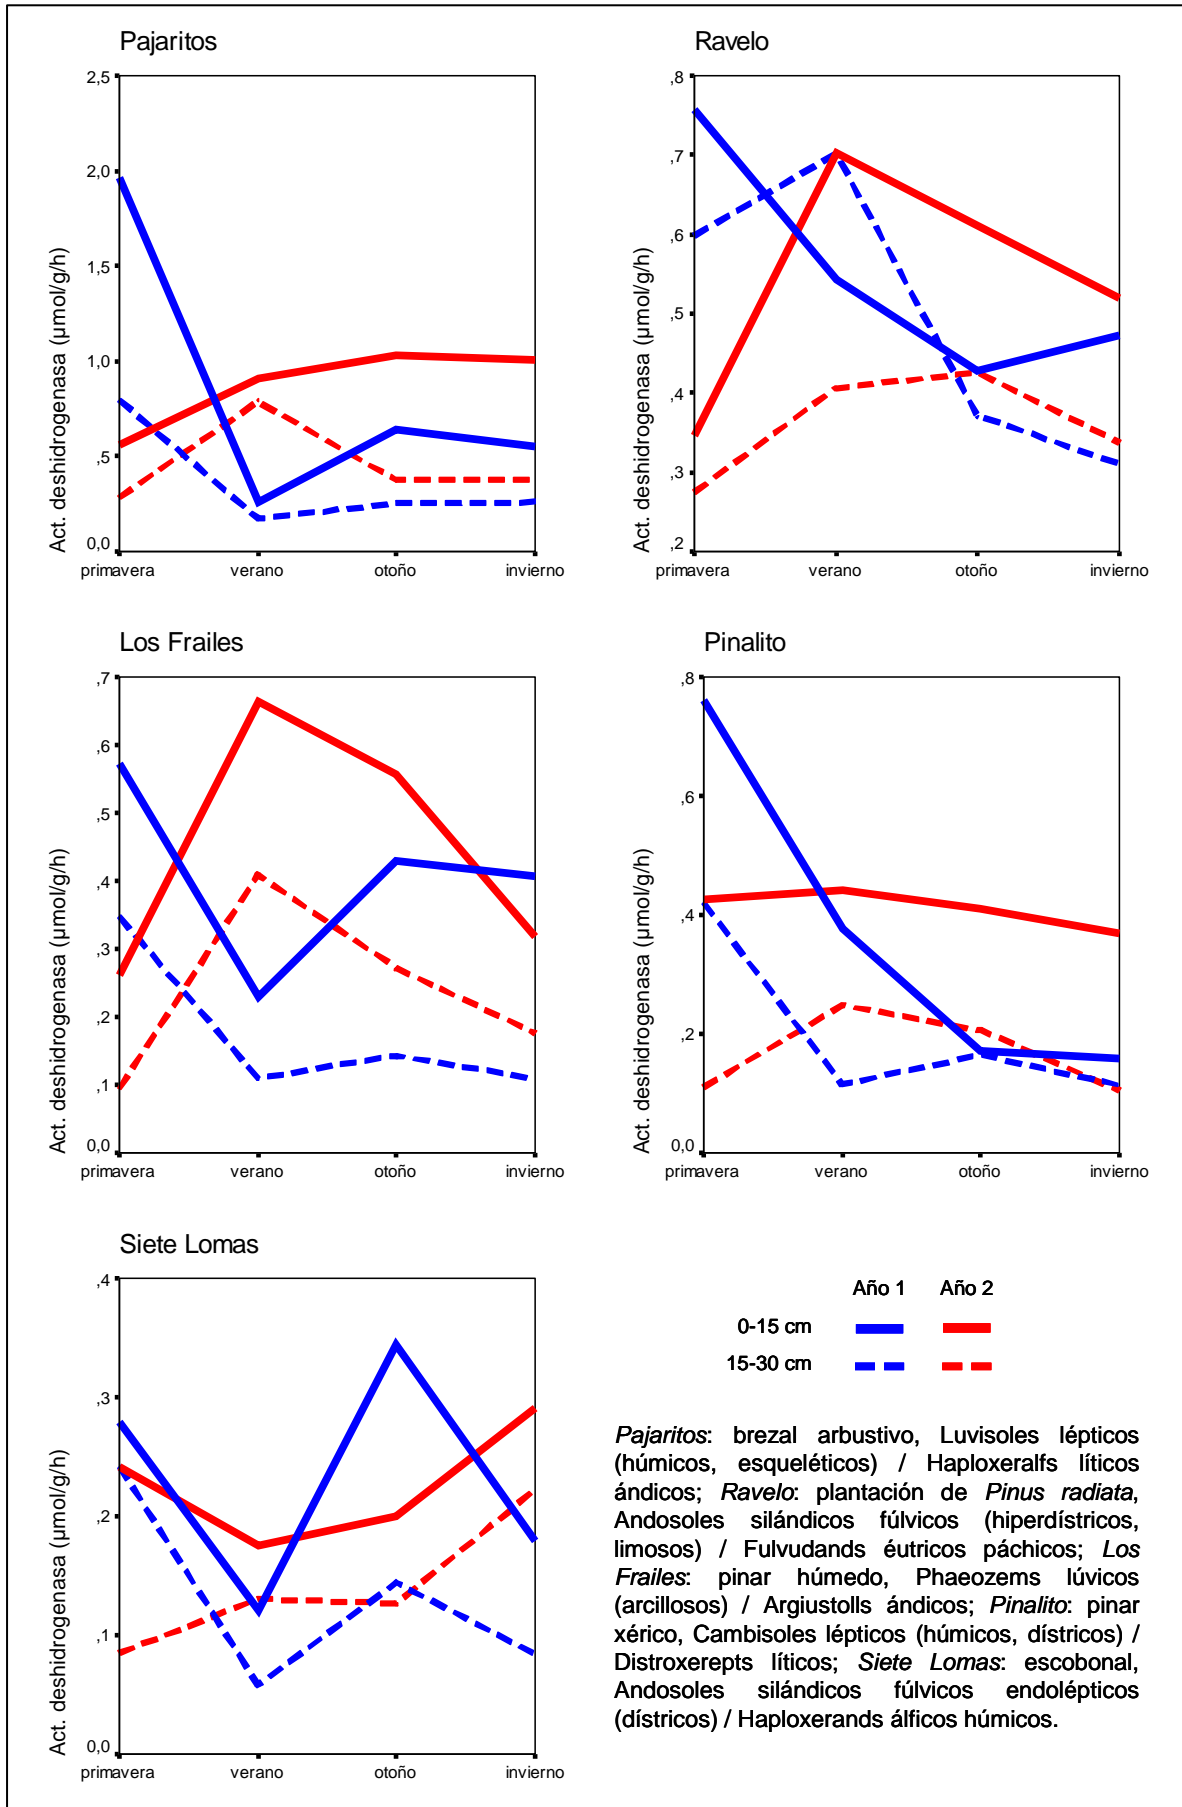 Pajaritos
Act. deshidrogenasa (µmol/g/h)
2,5
2,0
1,5
1,0
,5
0,0
primavera verano otoño invierno
Ravelo
Act. deshidrogenasa (µmol/g/h)
,8
,7
,6
,5
,4
,3
,2
primavera verano otoño invierno
Los Frailes
Act. deshidrogenasa (µmol/g/h)
,7
,6
,5
,4
,3
,2
,1
0,0
primavera verano otoño invierno
Pinalito
Act. deshidrogenasa (µmol/g/h)
,8
,6
,4
,2
0,0
primavera verano otoño invierno
Siete Lomas
Act. deshidrogenasa (µmol/g/h)
,4
,3
,2
,1
0,0
primavera verano otoño invierno
Año 1 Año 2
0-15 cm
15-30 cm
Pajaritos: brezal arbustivo, Luvisoles lépticos
(húmicos, esqueléticos) / Haploxeralfs líticos
ándicos; Ravelo: plantación de Pinus radiata,
Andosoles silándicos fúlvicos (hiperdístricos,
limosos) / Fulvudands éutricos páchicos; Los
Frailes: pinar húmedo, Phaeozems lúvicos
(arcillosos) / Argiustolls ándicos; Pinalito: pinar
xérico, Cambisoles lépticos (húmicos, dístricos) /
Distroxerepts líticos; Siete Lomas: escobonal,
Andosoles silándicos fúlvicos endolépticos
(dístricos) / Haploxerands álficos húmicos.